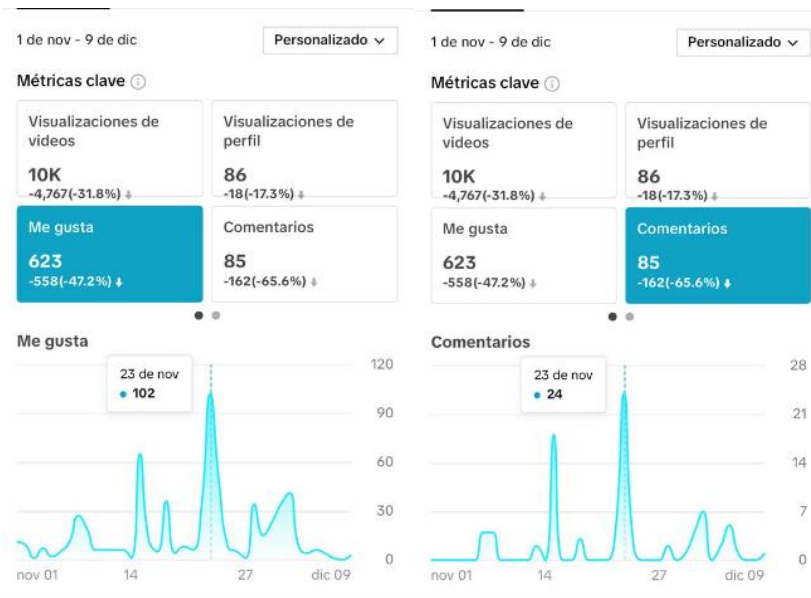 1 de nov - 9 de dic
Personalizado
Métricas clave
Visualizaciones de videos
10K
-4,767(-31.8%)
Visualizaciones de perfil
86
-18(-17.3%)
Me gusta
623
-558(-47.2%)
Comentarios
85
-162(-65.6%)
Me gusta
23 de nov
102
120
90
60
30
0
nov 01
14
27
dic 09
1 de nov - 9 de dic
Personalizado
Métricas clave
Visualizaciones de videos
10K
-4,767(-31.8%)
Visualizaciones de perfil
86
-18(-17.3%)
Me gusta
623
-558(-47.2%)
Comentarios
85
-162(-65.6%)
Comentarios
23 de nov
24
28
21
14
7
0
nov 01
14
27
dic 09